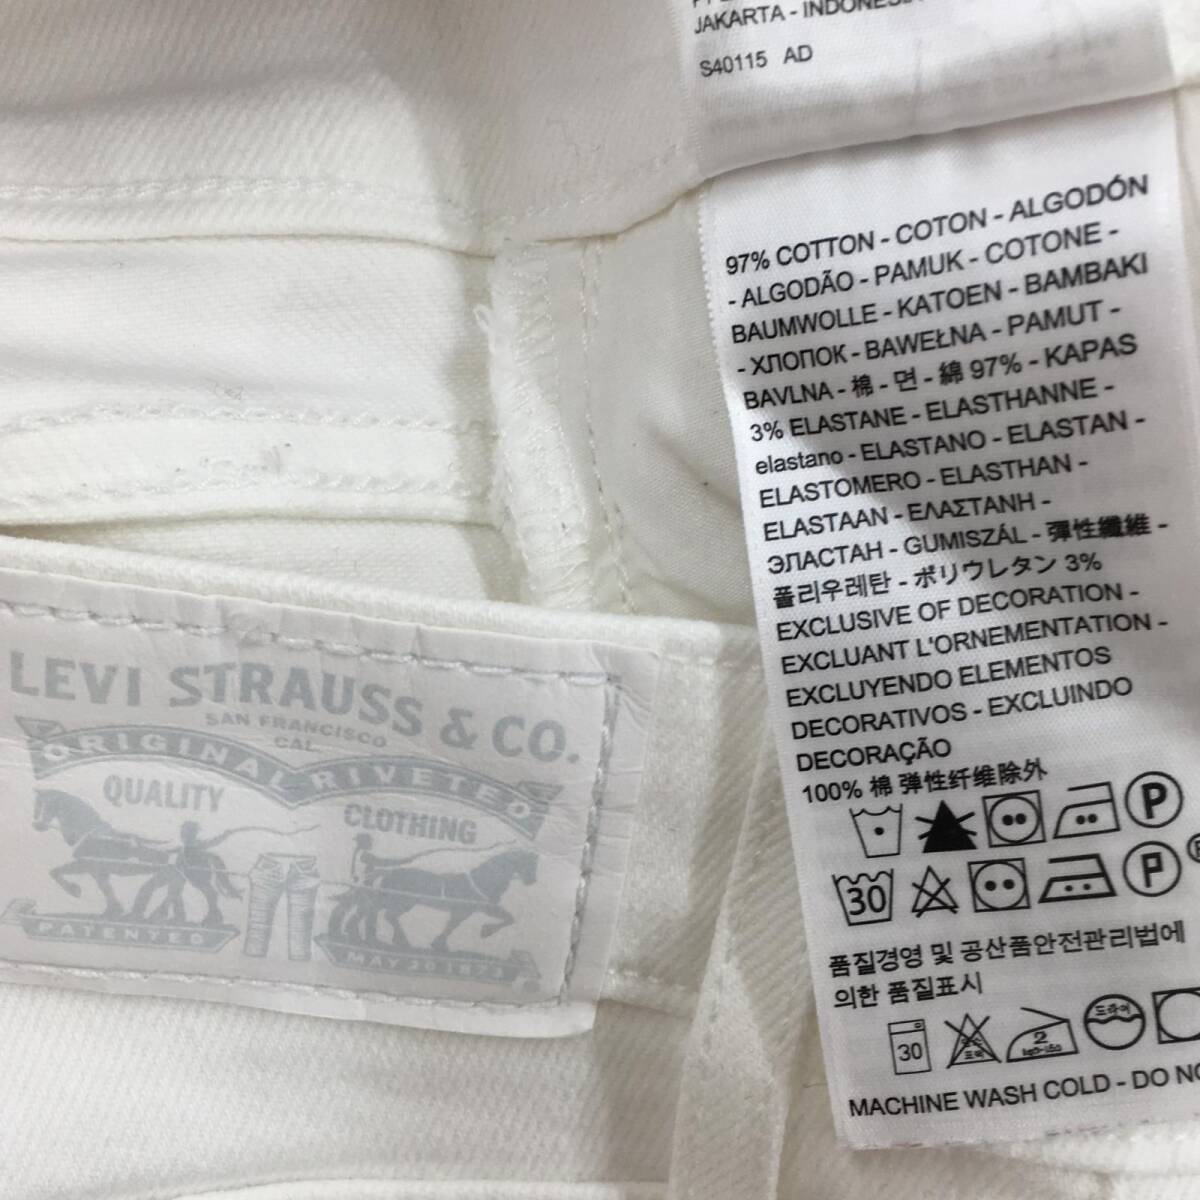 JAKARTA - INDONESIA
S40115 AD
97% COTTON - COTON - ALGODÓN
- ALGODÃO - PAMUK - COTONE -
BAUMWOLLE - KATOEN - BAMBAKI
- ХЛОПОК - BAWEŁNA - PAMUT -
BAVLNA - 棉 - 면 - 綿 97% - KAPAS
3% ELASTANE - ELASTHANNE -
elastano - ELASTANO - ELASTAN -
ELASTOMERO - ELASTHAN -
ELASTAAN - ΕΛΑΣΤΑΝΗ -
ЭЛАСТАН - GUMISZÁL - 彈性纖維 -
폴리우레탄 - ポリウレタン 3%
EXCLUSIVE OF DECORATION -
EXCLUANT L'ORNEMENTATION -
EXCLUYENDO ELEMENTOS
DECORATIVOS - EXCLUINDO
DECORAÇÃO
100% 棉 弹性纤维除外
P
30 P
품질경영 및 공산품안전관리법에
의한 품질표시
30 2 드라이
MACHINE WASH COLD - DO
LEVI STRAUSS & CO.
SAN FRANCISCO
CAL
ORIGINAL RIVETED
QUALITY CLOTHING
PATENTED MAY 20 1873